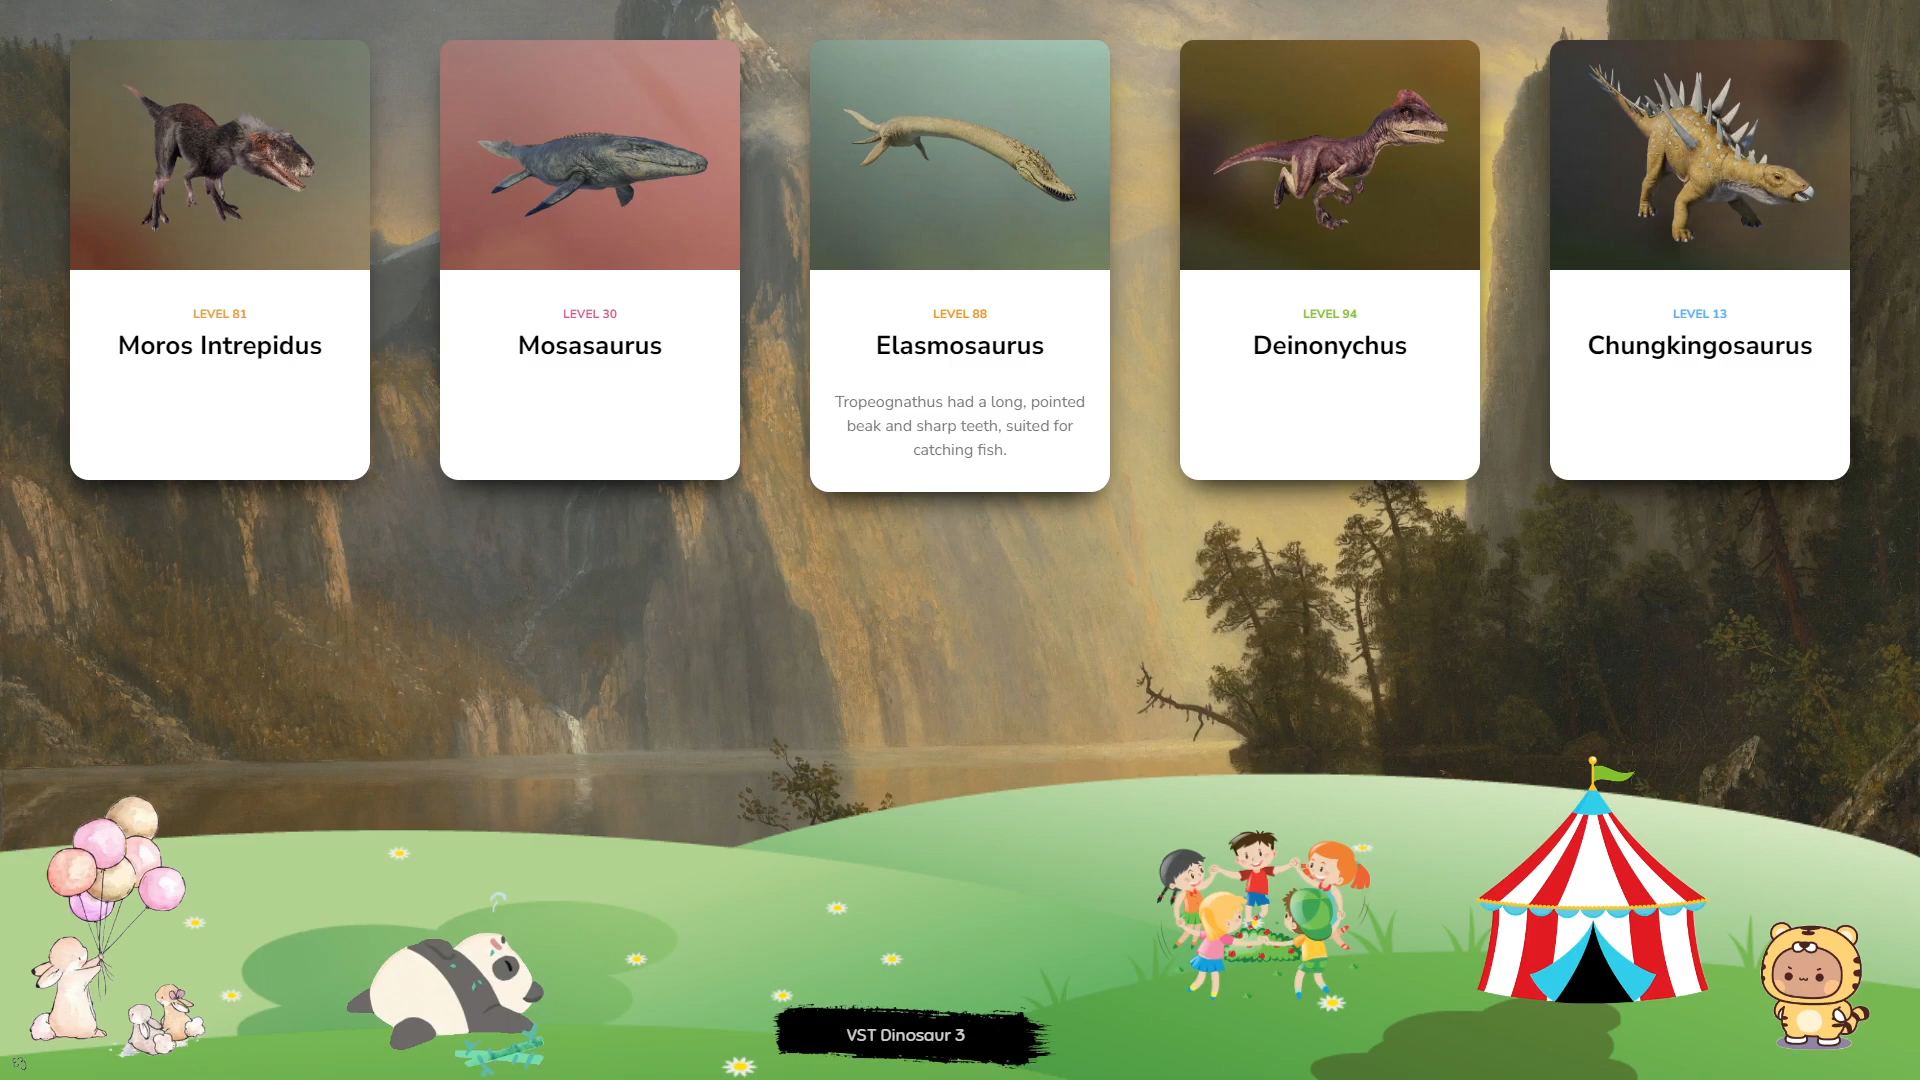 LEVEL 81
Moros Intrepidus
LEVEL 30
Mosasaurus
LEVEL 88
Elasmosaurus
Tropeognathus had a long, pointed
beak and sharp teeth, suited for
catching fish.
LEVEL 94
Deinonychus
LEVEL 13
Chungkingosaurus
VST Dinosaur 3